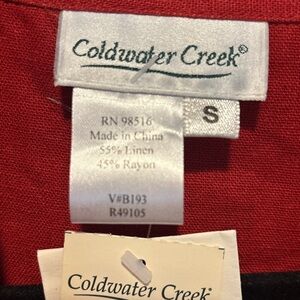 Coldwater Creek®
S
RN 98516
Made in China
55% Linen
45% Rayon
V#B193
R49105
Coldwater Creek